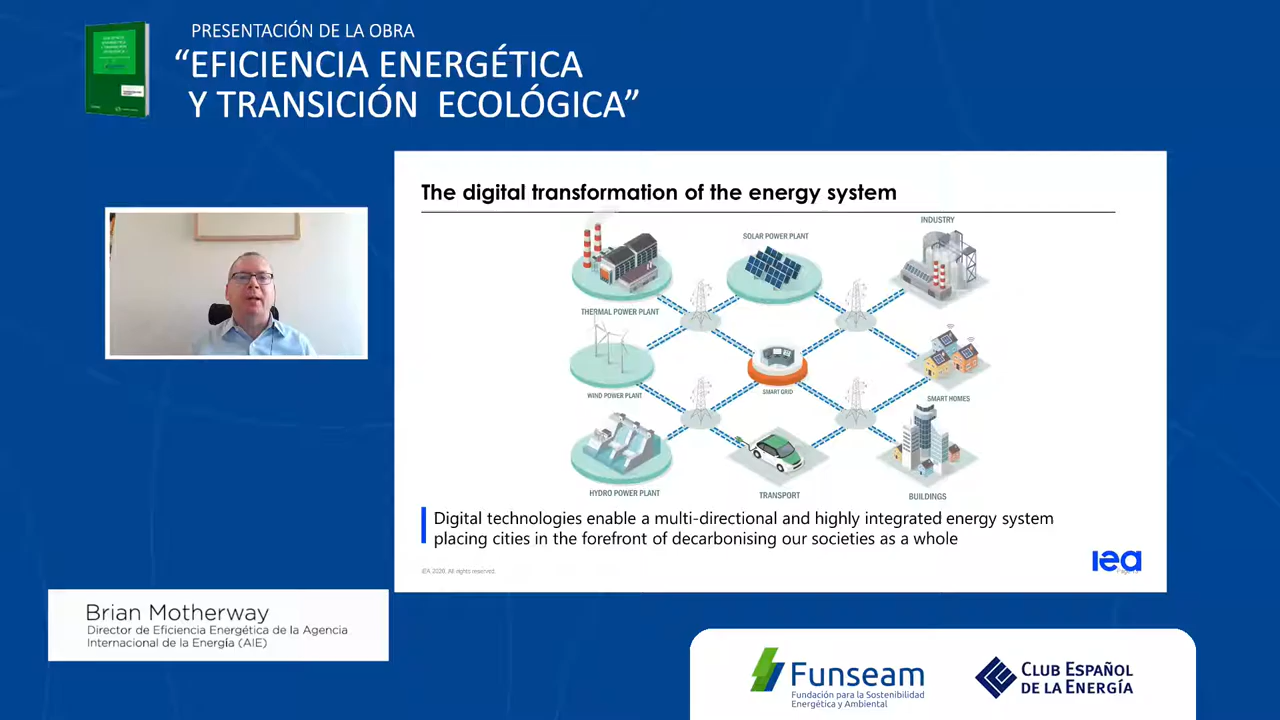 PRESENTACIÓN DE LA OBRA
“EFICIENCIA ENERGÉTICA
Y TRANSICIÓN ECOLÓGICA”
The digital transformation of the energy system
INDUSTRY
SOLAR POWER PLANT
THERMAL POWER PLANT
WIND POWER PLANT
SMART GRID
SMART HOMES
HYDRO POWER PLANT
TRANSPORT
BUILDINGS
Digital technologies enable a multi-directional and highly integrated energy system
placing cities in the forefront of decarbonising our societies as a whole
IEA 2020. All rights reserved.
iea
Brian Motherway
Director de Eficiencia Energética de la Agencia
Internacional de la Energía (AIE)
Funseam
Fundación para la Sostenibilidad
Energética y Ambiental
CLUB ESPAÑOL
DE LA ENERGÍA